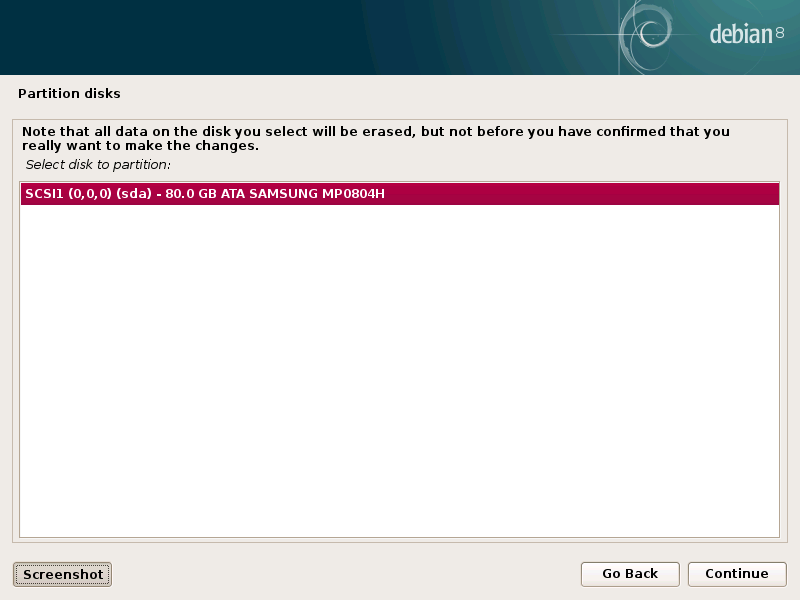 debian 8
Partition disks
Note that all data on the disk you select will be erased, but not before you have confirmed that you
really want to make the changes.
Select disk to partition:
SCSI1 (0,0,0) (sda) - 80.0 GB ATA SAMSUNG MP0804H
Screenshot Go Back Continue